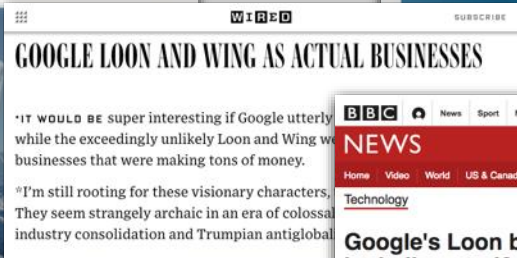 WIRED
SUBSCRIBE
GOOGLE LOON AND WING AS ACTUAL BUSINESSES
*IT WOULD BE super interesting if Google utterly
while the exceedingly unlikely Loon and Wing
businesses that were making tons of money.
*I'm still rooting for these visionary characters,
They seem strangely archaic in an era of colossal
industry consolidation and Trumpian
BBC
News
Sport
NEWS
Home Video World US & Canad
Technology
Google's Loon b